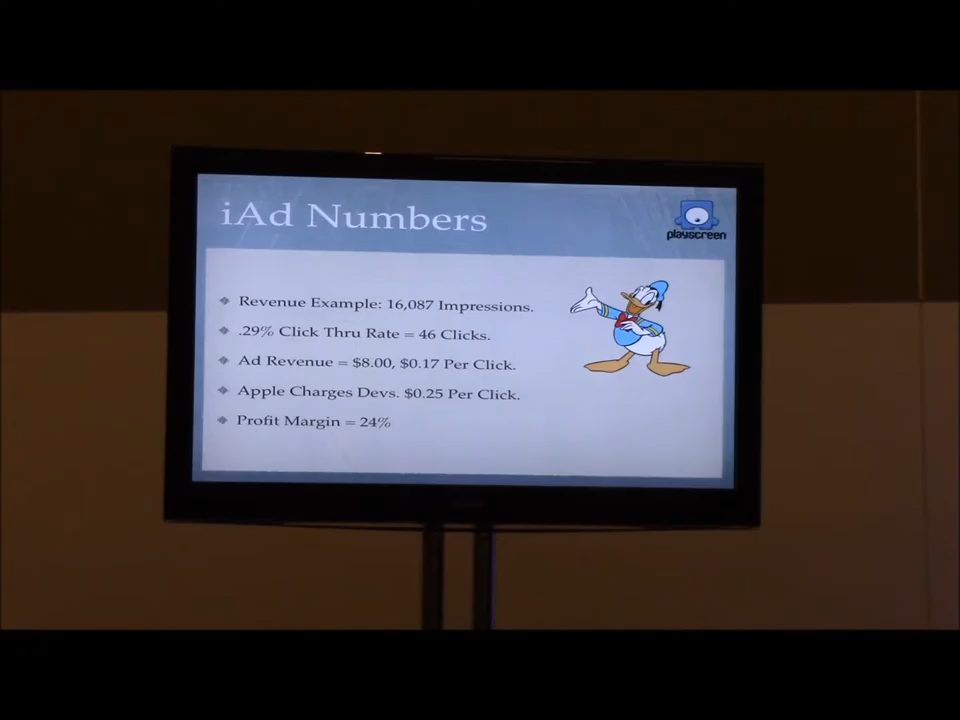 iAd Numbers
playscreen
Revenue Example: 16,087 Impressions.
.29% Click Thru Rate = 46 Clicks.
Ad Revenue = $8.00, $0.17 Per Click.
Apple Charges Devs. $0.25 Per Click.
Profit Margin = 24%